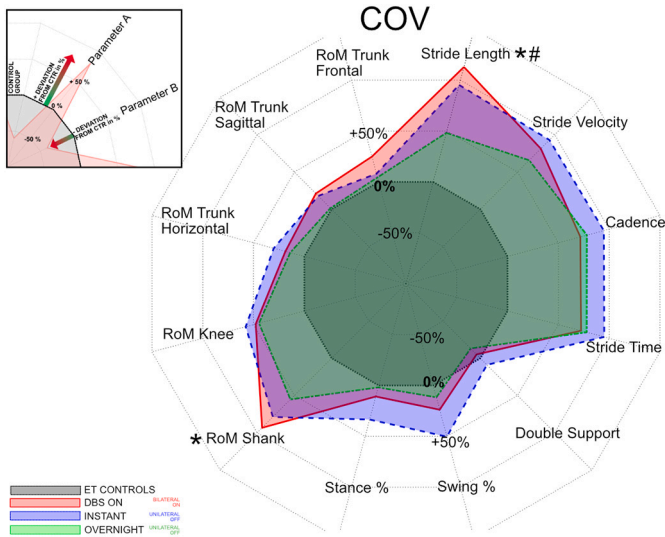 COV
Parameter A
Parameter B
CONTROL
GROUP
+ DEVIATION
FROM CTR in %
+ 50 %
0 %
- DEVIATION
FROM CTR in %
-50 %
RoM Trunk
Frontal
Stride Length *#
RoM Trunk
Sagittal
Stride Velocity
+50%
0%
-50%
RoM Trunk
Horizontal
Cadence
RoM Knee
-50%
Stride Time
0%
* RoM Shank
+50%
Double Support
Stance %
Swing %
ET CONTROLS
DBS ON BILATERAL
ON
INSTANT UNILATERAL
OFF
OVERNIGHT UNILATERAL
OFF